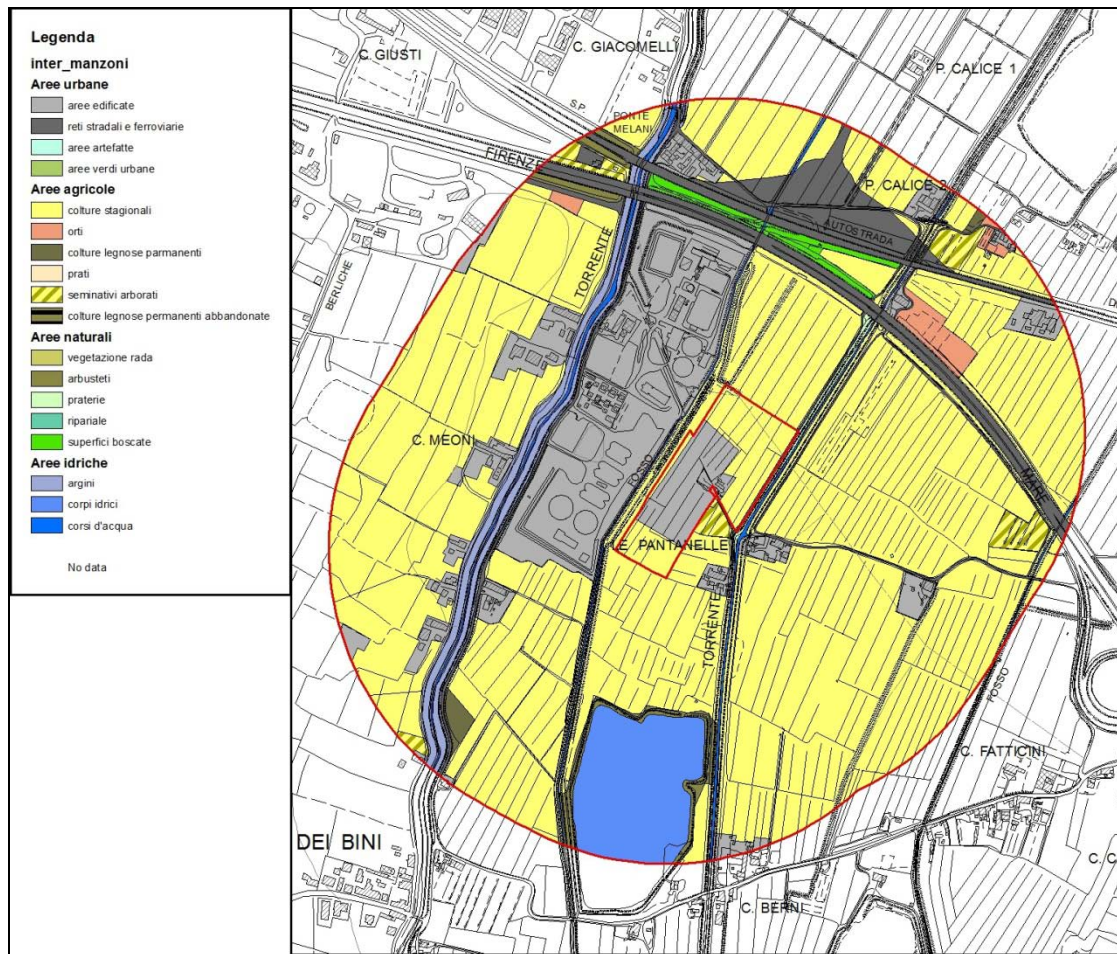 Legenda
inter_manzoni
Aree urbane
aree edificate
reti stradali e ferroviarie
aree artefatte
aree verdi urbane
Aree agricole
colture stagionali
orti
colture legnose parmanenti
prati
seminativi arborati
colture legnose permanenti abbandonate
Aree naturali
vegetazione rada
arbusteti
praterie
ripariale
superfici boscate
Aree idriche
argini
corpi idrici
corsi d'acqua
No data
C. GIUSTI
C. GIACOMELLI
P. CALICE 1
S.P.
PONTE
MELANI
FIRENZE
P. CALICE 2
AUTOSTRADA
TORRENTE
BERLICHE
C. MEONI
FOSSO
MARE
LE PANTANELLE
TORRENTE
FOSSO
C. FATTICINI
DEI BINI
C. BERNI